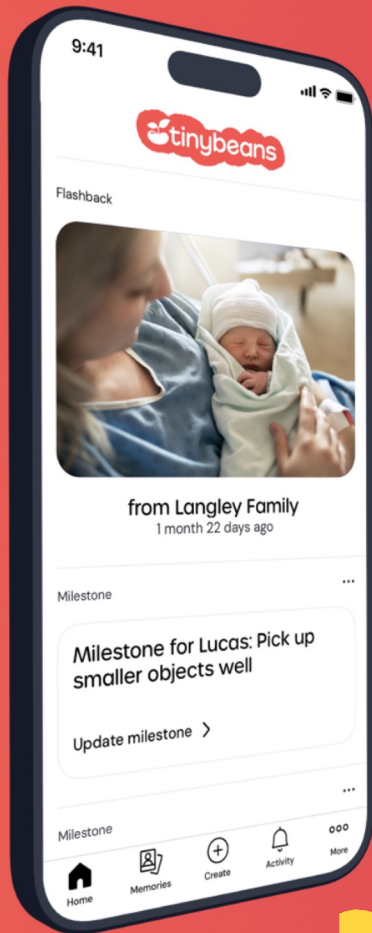 9:41
tinybeans
Flashback
from Langley Family
1 month 22 days ago
Milestone
Milestone for Lucas: Pick up
smaller objects well
Update milestone
Milestone
Home
Memories
Create
Activity
More